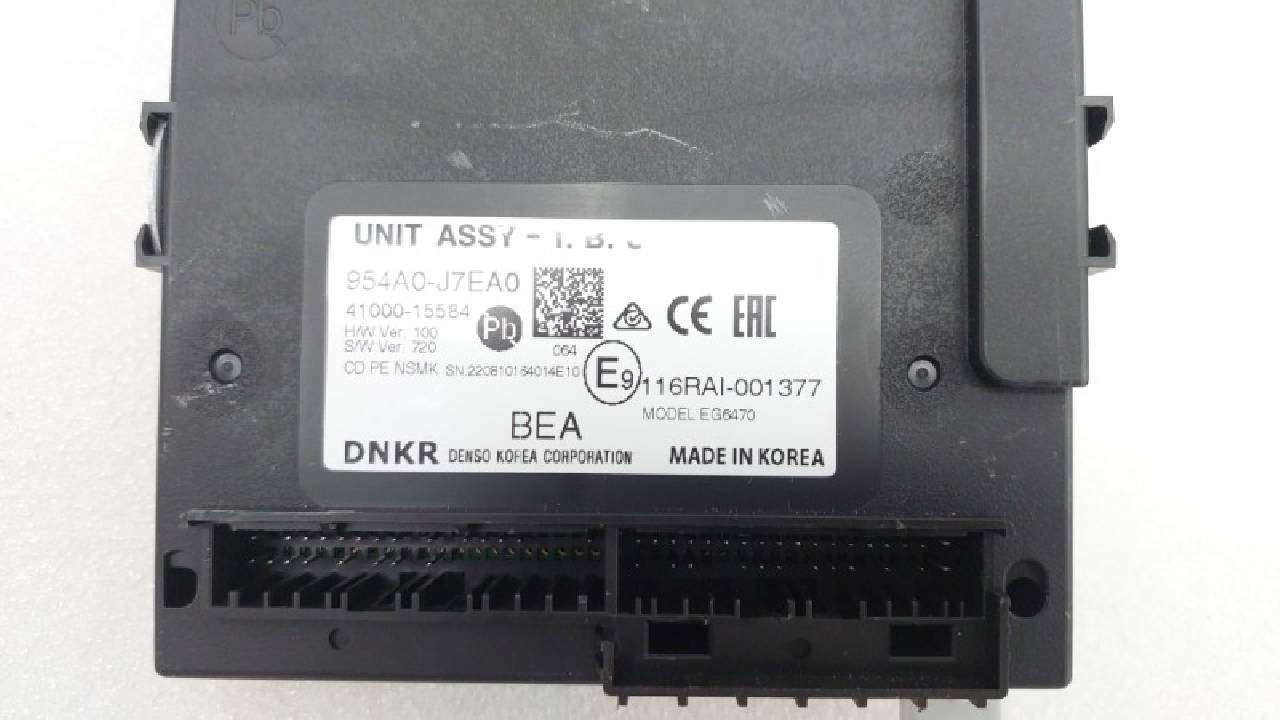 Pb
UNIT ASSY - I. B. U
954A0-J7EA0
41000-15584
Pb
CE EAC
H/W Ver: 100
S/W Ver: 720
064
CD PE NSMK SN:220810164014E10
E9 116RAI-001377
MODEL EG6470
BEA
DNKR DENSO KOREA CORPORATION MADE IN KOREA